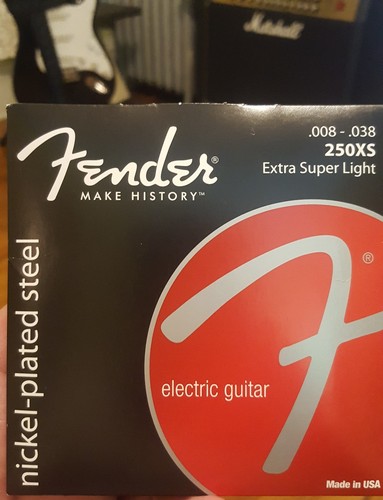 Marshall
Fender®
MAKE HISTORY™
.008 - .038
250XS
Extra Super Light
nickel-plated steel
®
electric guitar
Made in USA